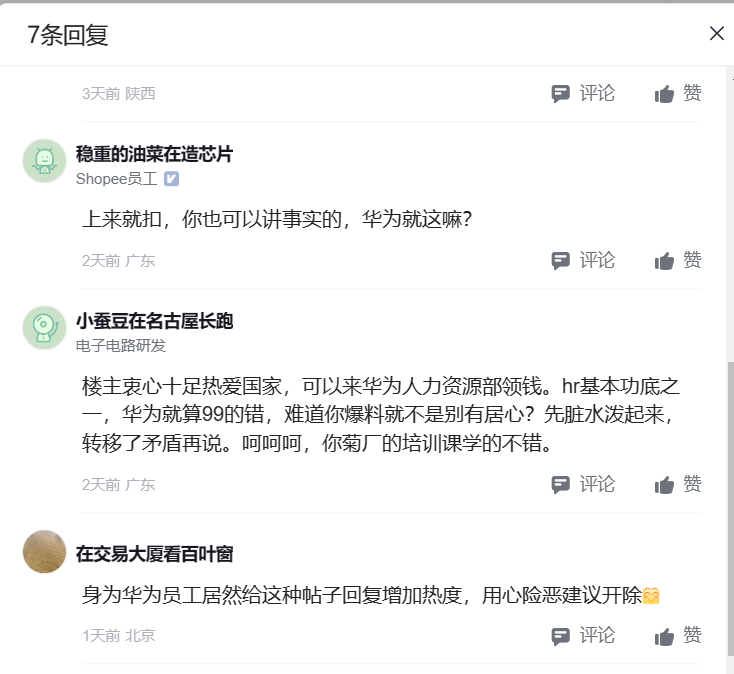 7条回复
3天前 陕西
评论
赞
稳重的油菜在造芯片
Shopee员工
上来就扣，你也可以讲事实的，华为就这嘛？
2天前 广东
评论
赞
小蚕豆在名古屋长跑
电子电路研发
楼主衷心十足热爱国家，可以来华为人力资源部领钱。hr基本功底之
一，华为就算99的错，难道你爆料就不是别有居心？先脏水泼起来，
转移了矛盾再说。呵呵呵，你菊厂的培训课学的不错。
2天前 广东
评论
赞
在交易大厦看百叶窗
身为华为员工居然给这种帖子回复增加热度，用心险恶建议开除
1天前 北京
评论
赞